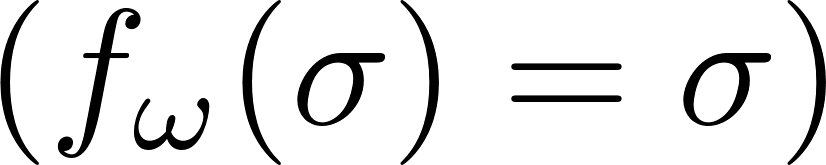 (f_ω(σ) = σ)